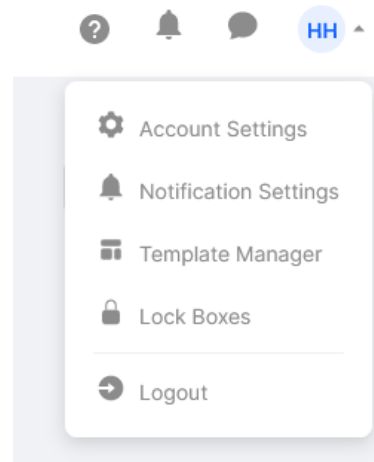 HH
Account Settings
Notification Settings
Template Manager
Lock Boxes
Logout